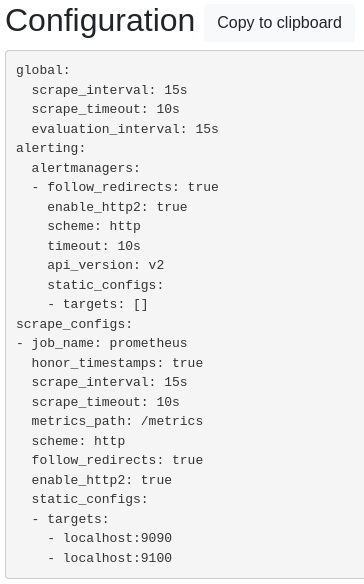 Configuration Copy to clipboard
global:
  scrape_interval: 15s
  scrape_timeout: 10s
  evaluation_interval: 15s
alerting:
  alertmanagers:
  - follow_redirects: true
    enable_http2: true
    scheme: http
    timeout: 10s
    api_version: v2
    static_configs:
    - targets: []
scrape_configs:
- job_name: prometheus
  honor_timestamps: true
  scrape_interval: 15s
  scrape_timeout: 10s
  metrics_path: /metrics
  scheme: http
  follow_redirects: true
  enable_http2: true
  static_configs:
  - targets:
    - localhost:9090
    - localhost:9100